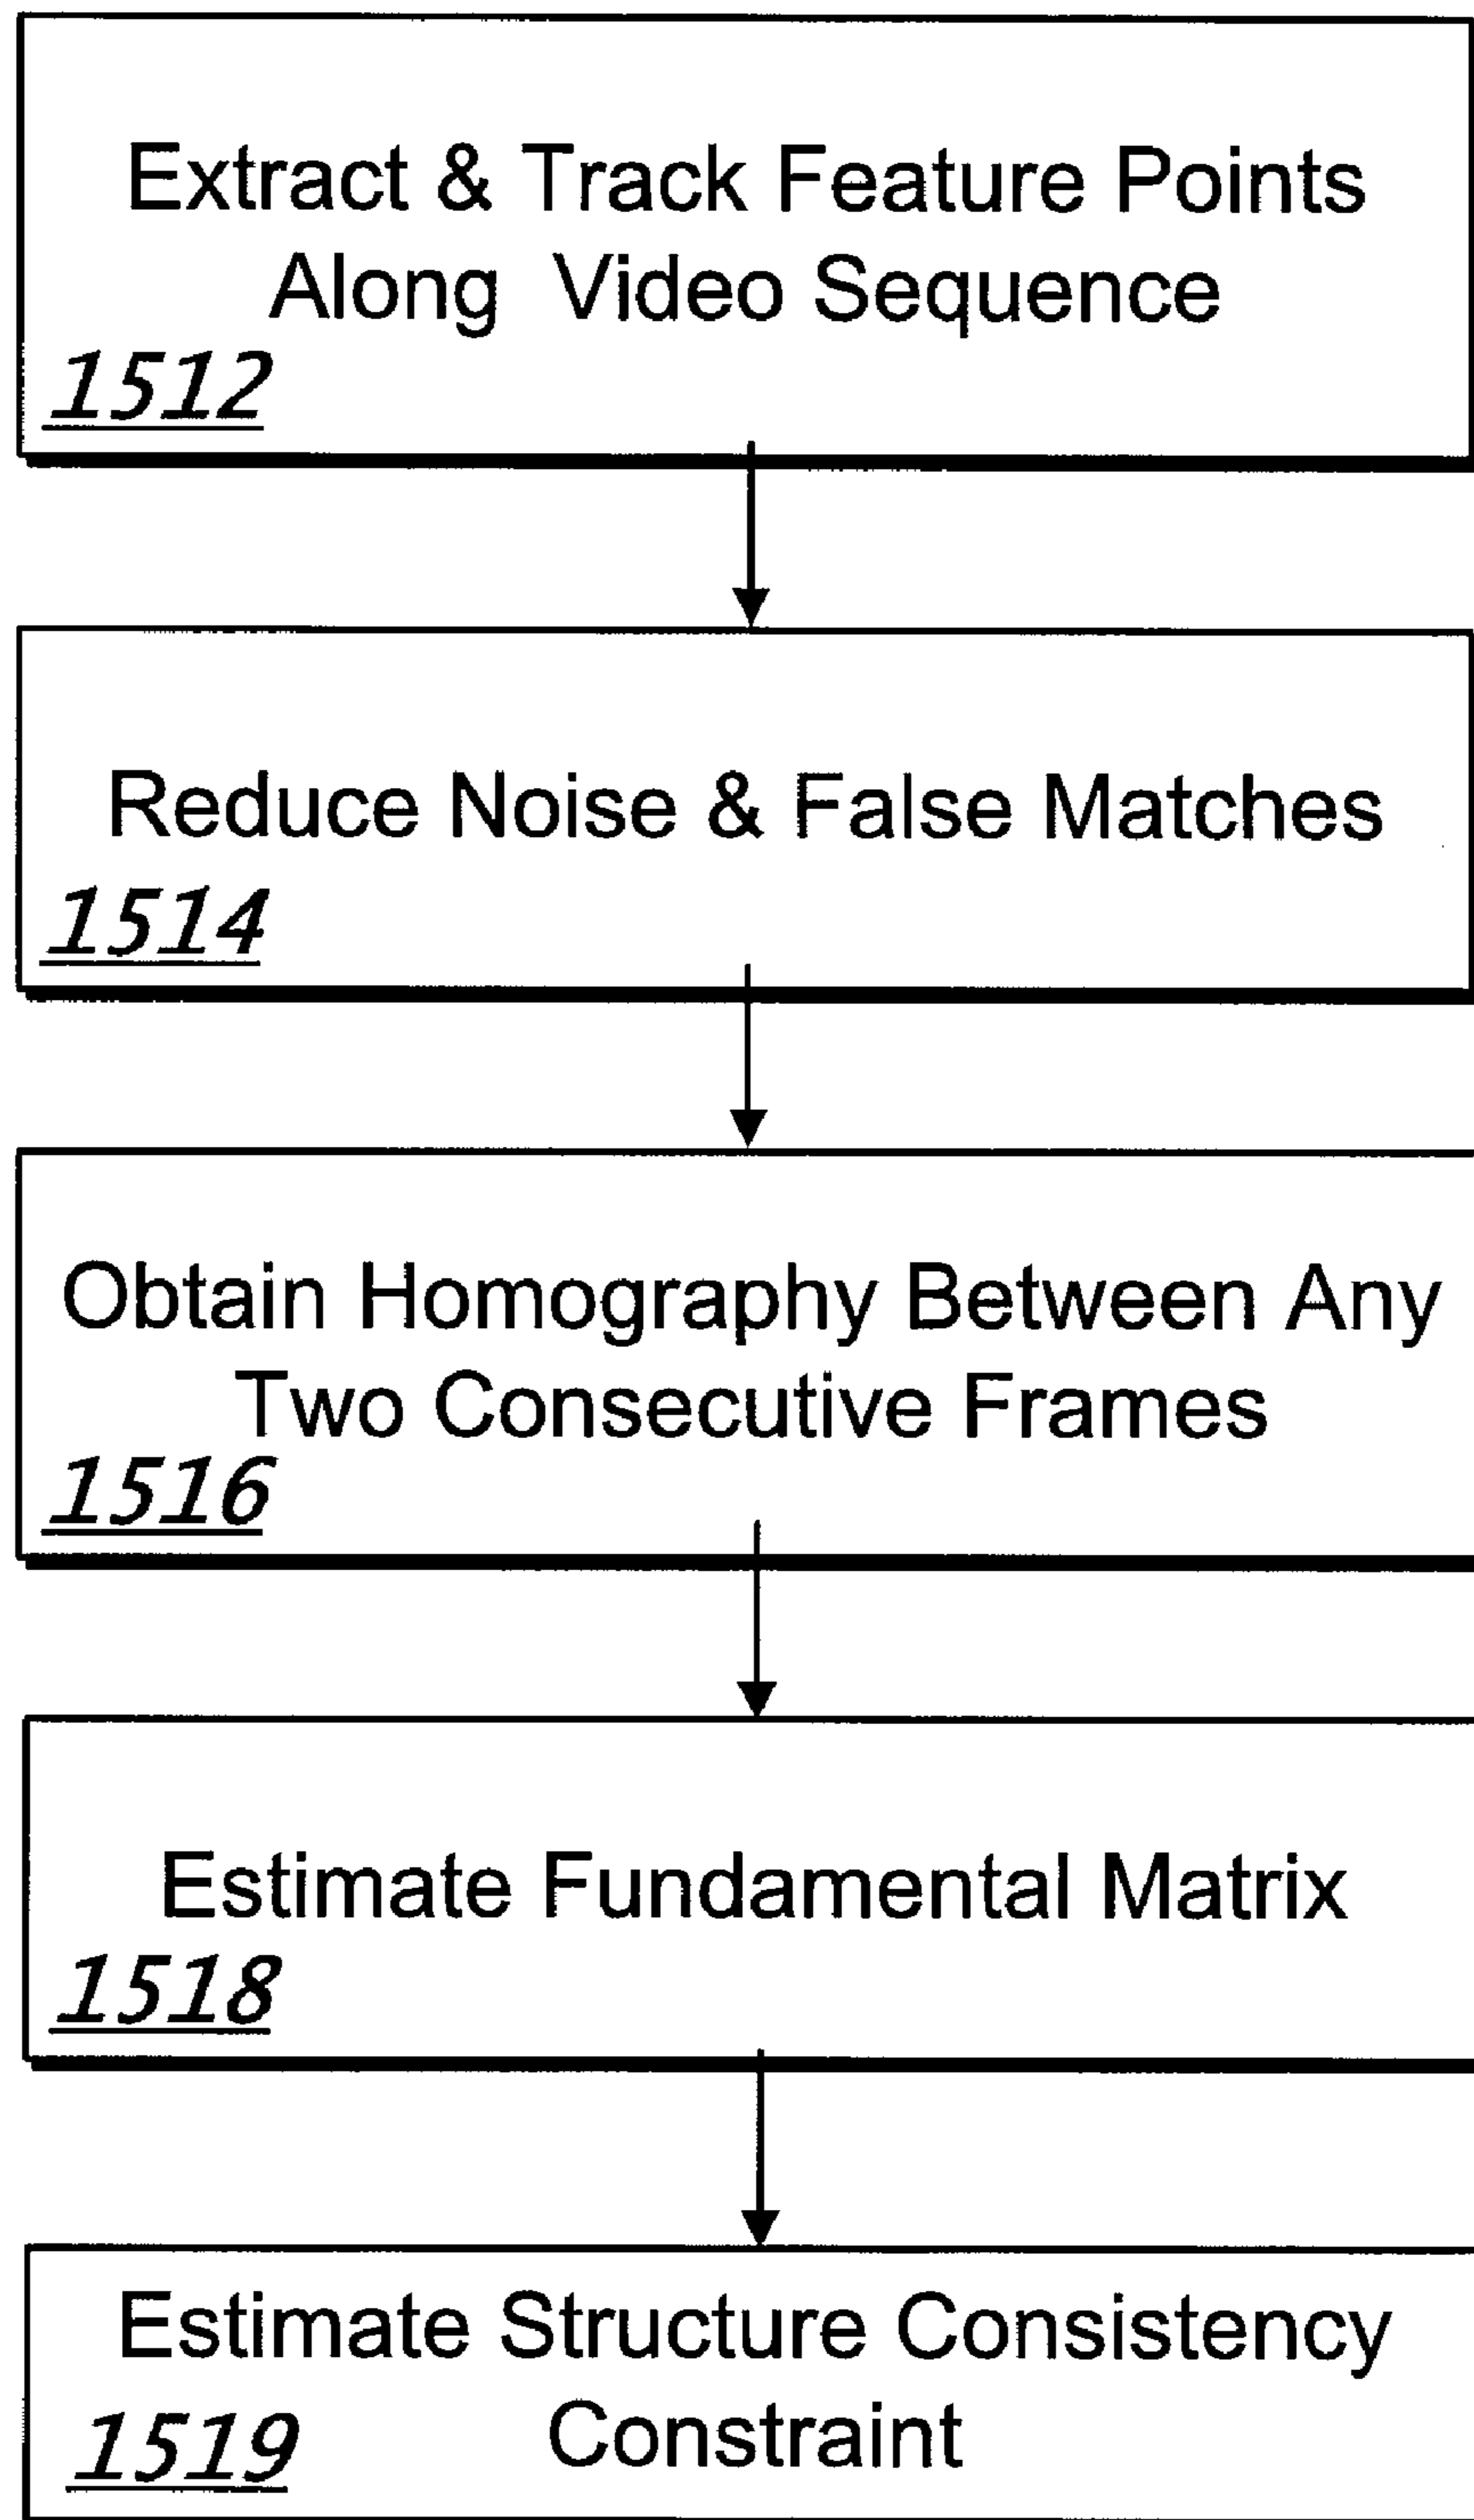 Extract & Track Feature Points
Along Video Sequence
1512
Reduce Noise & False Matches
1514
Obtain Homography Between Any
Two Consecutive Frames
1516
Estimate Fundamental Matrix
1518
Estimate Structure Consistency
Constraint
1519